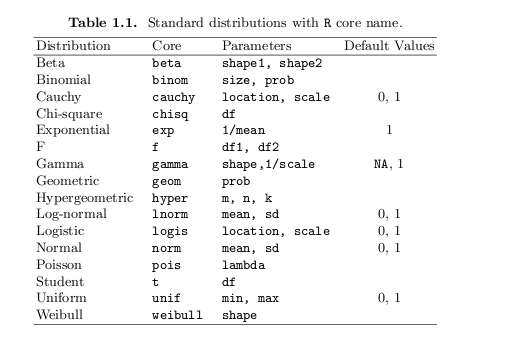 Table 1.1. Standard distributions with R core name.
Distribution Core Parameters Default Values
Beta beta shape1, shape2
Binomial binom size, prob
Cauchy cauchy location, scale 0, 1
Chi-square chisq df
Exponential exp 1/mean 1
F f df1, df2
Gamma gamma shape,1/scale NA, 1
Geometric geom prob
Hypergeometric hyper m, n, k
Log-normal lnorm mean, sd 0, 1
Logistic logis location, scale 0, 1
Normal norm mean, sd 0, 1
Poisson pois lambda
Student t df
Uniform unif min, max 0, 1
Weibull weibull shape